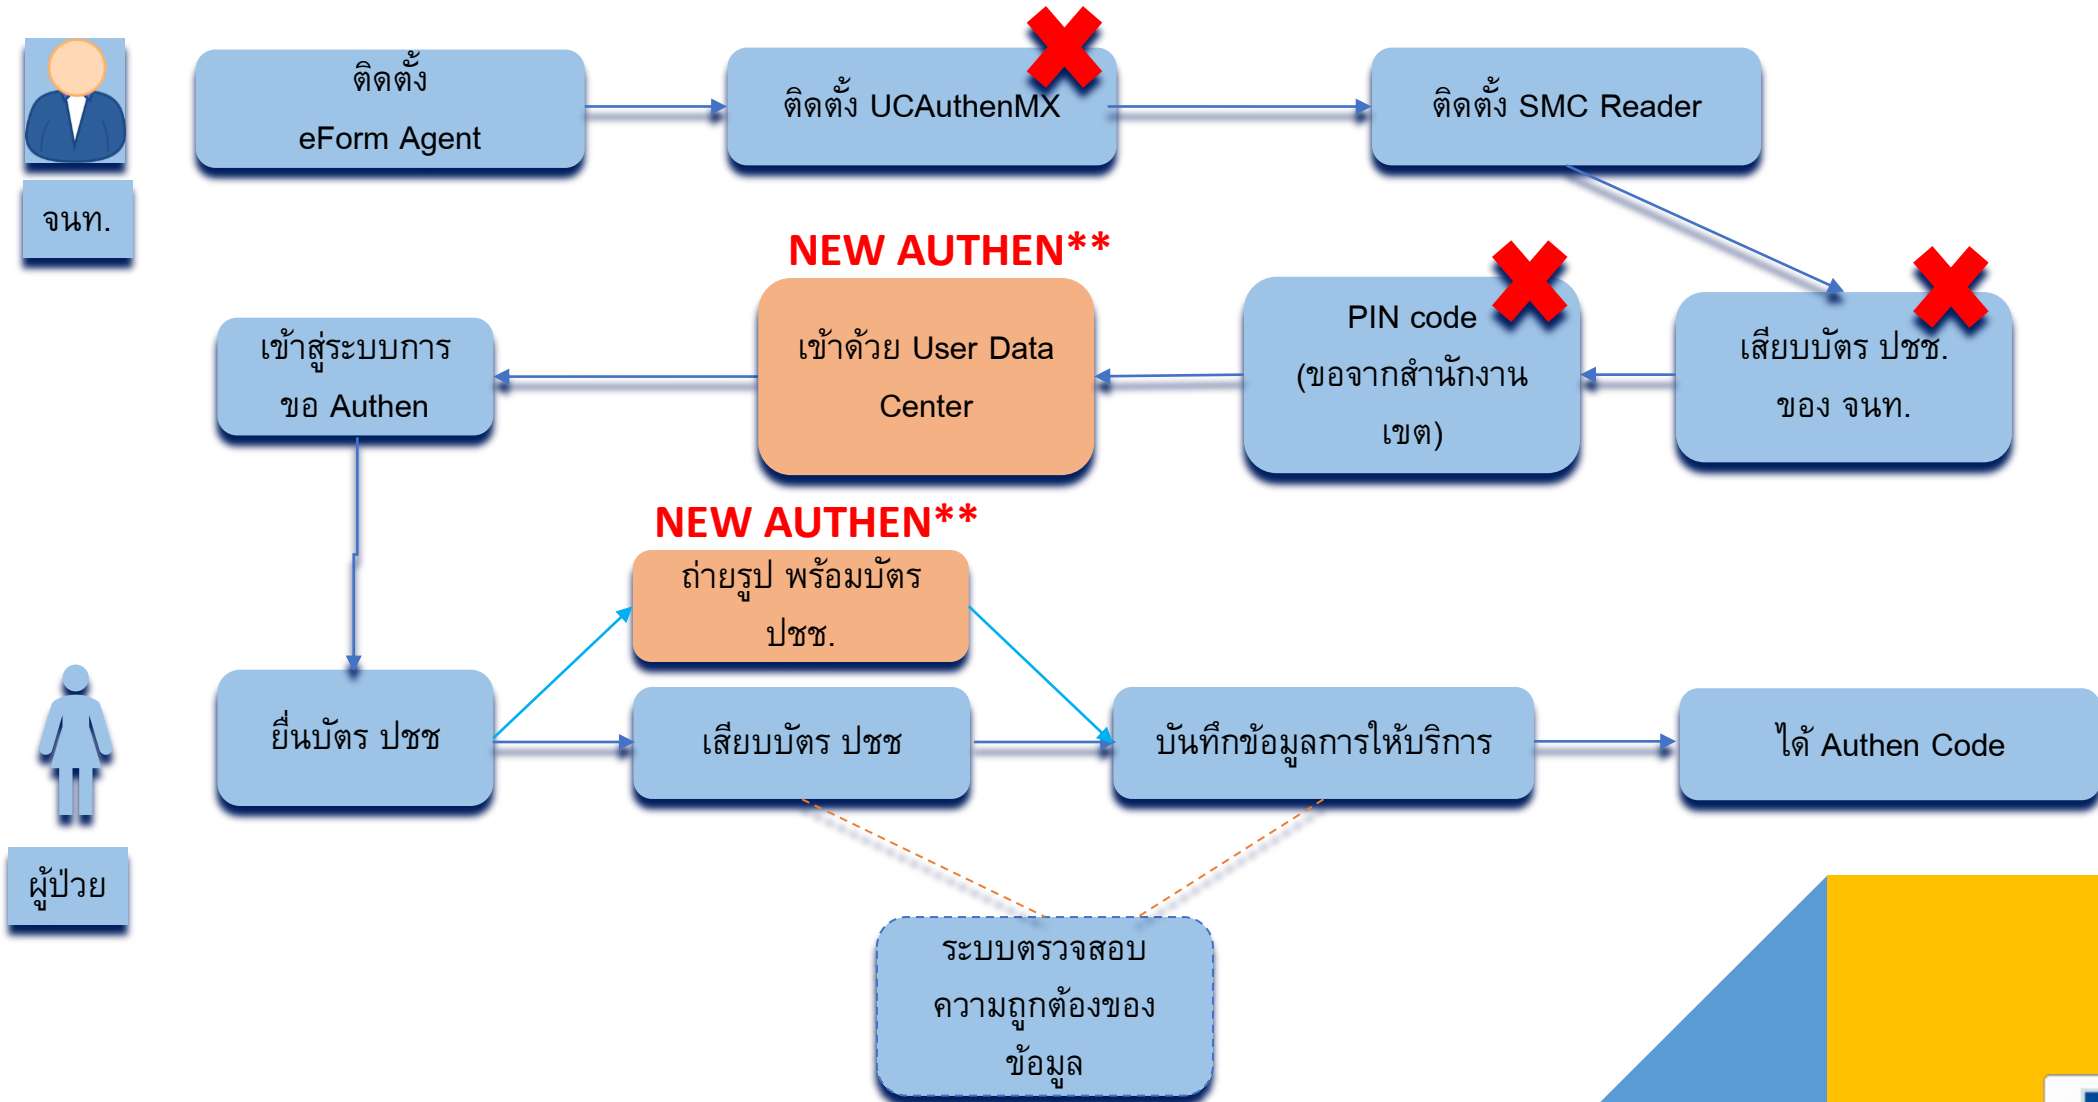 ติดตั้ง
eForm Agent
ติดตั้ง UCAuthenMX
ติดตั้ง SMC Reader
จนท.
NEW AUTHEN**
เข้าสู่ระบบการ
ขอ Authen
เข้าด้วย User Data
Center
PIN code
(ขอจากสำนักงาน
เขต)
เสียบบัตร ปชช.
ของ จนท.
NEW AUTHEN**
ถ่ายรูป พร้อมบัตร
ปชช.
ยื่นบัตร ปชช
เสียบบัตร ปชช
บันทึกข้อมูลการให้บริการ
ได้ Authen Code
ผู้ป่วย
ระบบตรวจสอบ
ความถูกต้องของ
ข้อมูล